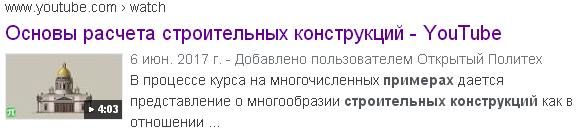 www.youtube.com › watch
Основы расчета строительных конструкций - YouTube
6 июн. 2017 г. - Добавлено пользователем Открытый Политех
В процессе курса на многочисленных примерах дается
представление о многообразии строительных конструкций как в
отношении ...
4:03